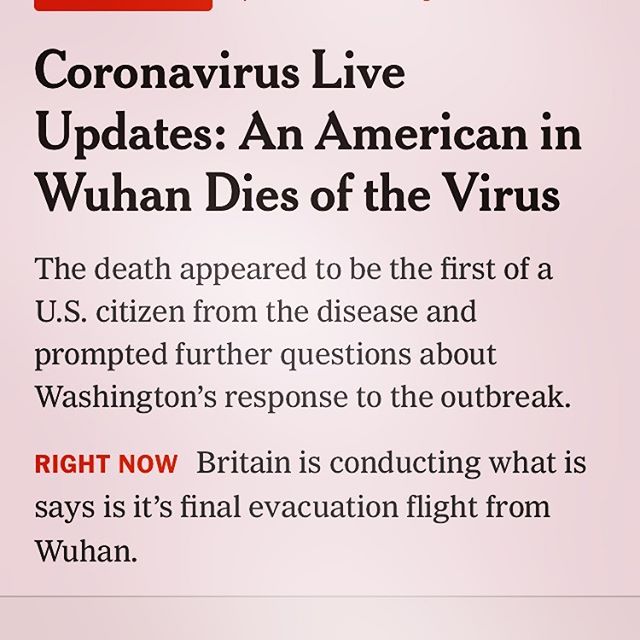 Coronavirus Live
Updates: An American in
Wuhan Dies of the Virus
The death appeared to be the first of a
U.S. citizen from the disease and
prompted further questions about
Washington’s response to the outbreak.
RIGHT NOW Britain is conducting what is
says is it’s final evacuation flight from
Wuhan.